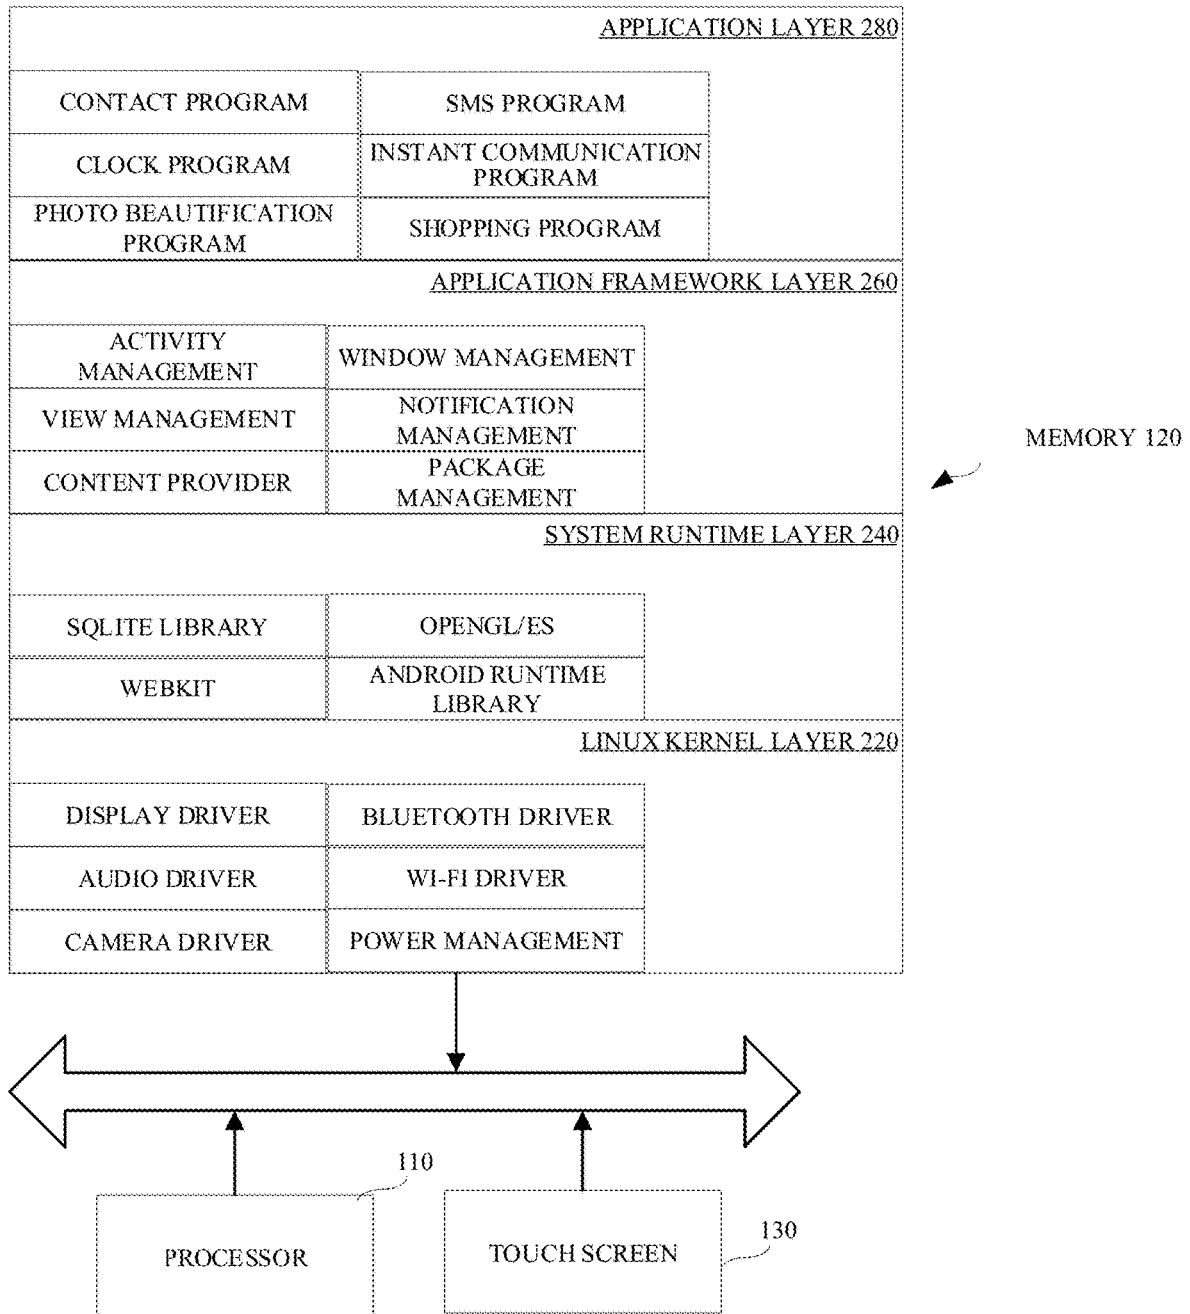 APPLICATION LAYER 280
CONTACT PROGRAM
SMS PROGRAM
CLOCK PROGRAM
INSTANT COMMUNICATION
PROGRAM
PHOTO BEAUTIFICATION
PROGRAM
SHOPPING PROGRAM
APPLICATION FRAMEWORK LAYER 260
ACTIVITY
MANAGEMENT
WINDOW MANAGEMENT
VIEW MANAGEMENT
NOTIFICATION
MANAGEMENT
CONTENT PROVIDER
PACKAGE
MANAGEMENT
MEMORY 120
SYSTEM RUNTIME LAYER 240
SQLITE LIBRARY
OPENGL/ES
WEBKIT
ANDROID RUNTIME
LIBRARY
LINUX KERNEL LAYER 220
DISPLAY DRIVER
BLUETOOTH DRIVER
AUDIO DRIVER
WI-FI DRIVER
CAMERA DRIVER
POWER MANAGEMENT
110
PROCESSOR
TOUCH SCREEN
130